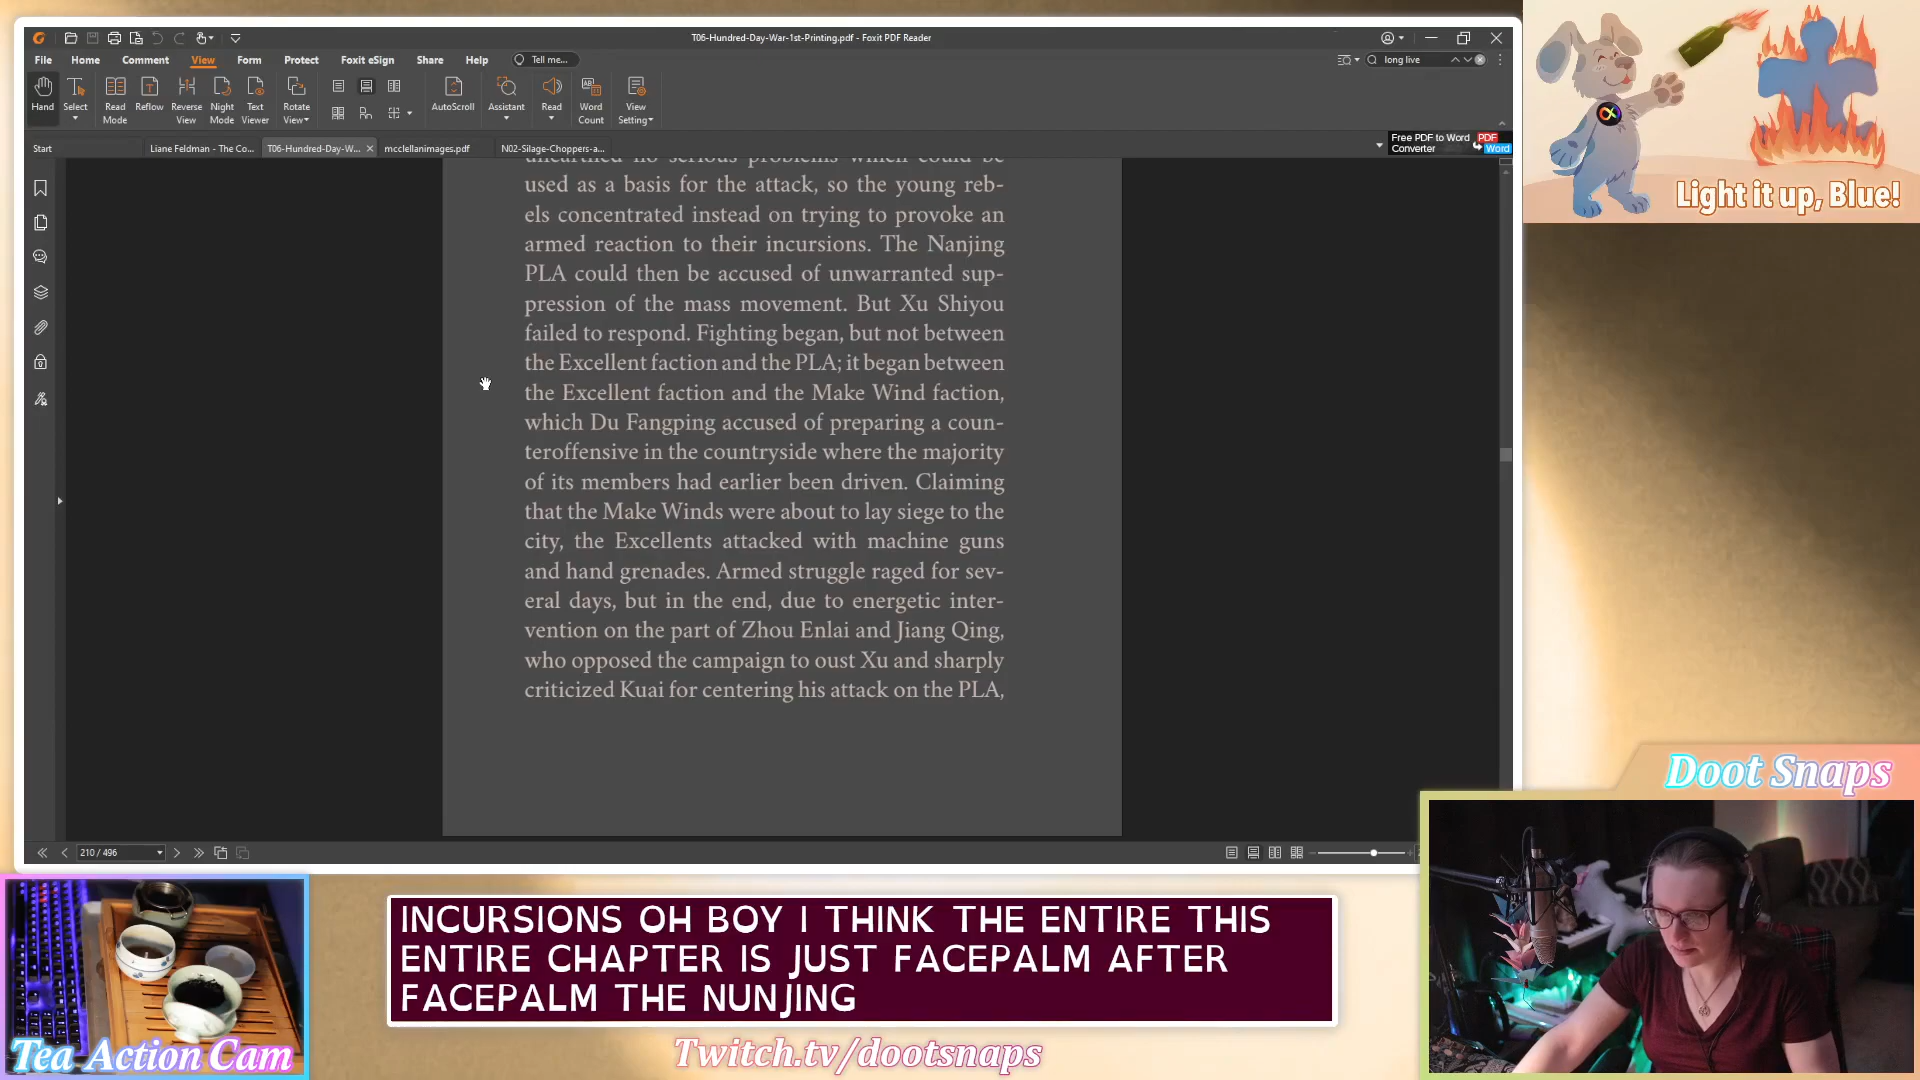 T06-Hundred-Day-War-1st-Printing.pdf - Foxit PDF Reader
File Home Comment View Form Protect Foxit eSign Share Help Tell me... long live
Hand Select Read Mode Reflow Reverse View Night Mode Text Viewer Rotate View AutoScroll Assistant Read Word Count View Setting
Start Liane Feldman - The Co... T06-Hundred-Day-W... mcclellanimages.pdf N02-Silage-Choppers-a...
Free PDF to Word Converter PDF Word
unearthed no serious problems which could be
used as a basis for the attack, so the young reb-
els concentrated instead on trying to provoke an
armed reaction to their incursions. The Nanjing
PLA could then be accused of unwarranted sup-
pression of the mass movement. But Xu Shiyou
failed to respond. Fighting began, but not between
the Excellent faction and the PLA; it began between
the Excellent faction and the Make Wind faction,
which Du Fangping accused of preparing a coun-
teroffensive in the countryside where the majority
of its members had earlier been driven. Claiming
that the Make Winds were about to lay siege to the
city, the Excellents attacked with machine guns
and hand grenades. Armed struggle raged for sev-
eral days, but in the end, due to energetic inter-
vention on the part of Zhou Enlai and Jiang Qing,
who opposed the campaign to oust Xu and sharply
criticized Kuai for centering his attack on the PLA,
210 / 496
Light it up, Blue!
Doot Snaps
INCURSIONS OH BOY I THINK THE ENTIRE THIS
ENTIRE CHAPTER IS JUST FACEPALM AFTER
FACEPALM THE NUNJING
Tea Action Cam
Twitch.tv/dootsnaps